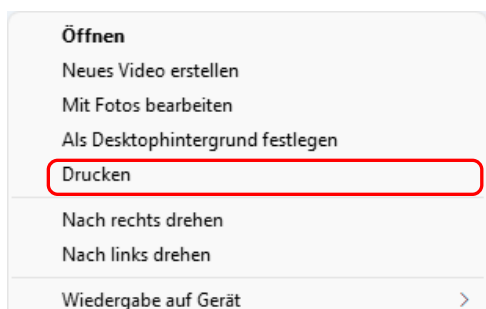 Öffnen
Neues Video erstellen
Mit Fotos bearbeiten
Als Desktophintergrund festlegen
Drucken
Nach rechts drehen
Nach links drehen
Wiedergabe auf Gerät